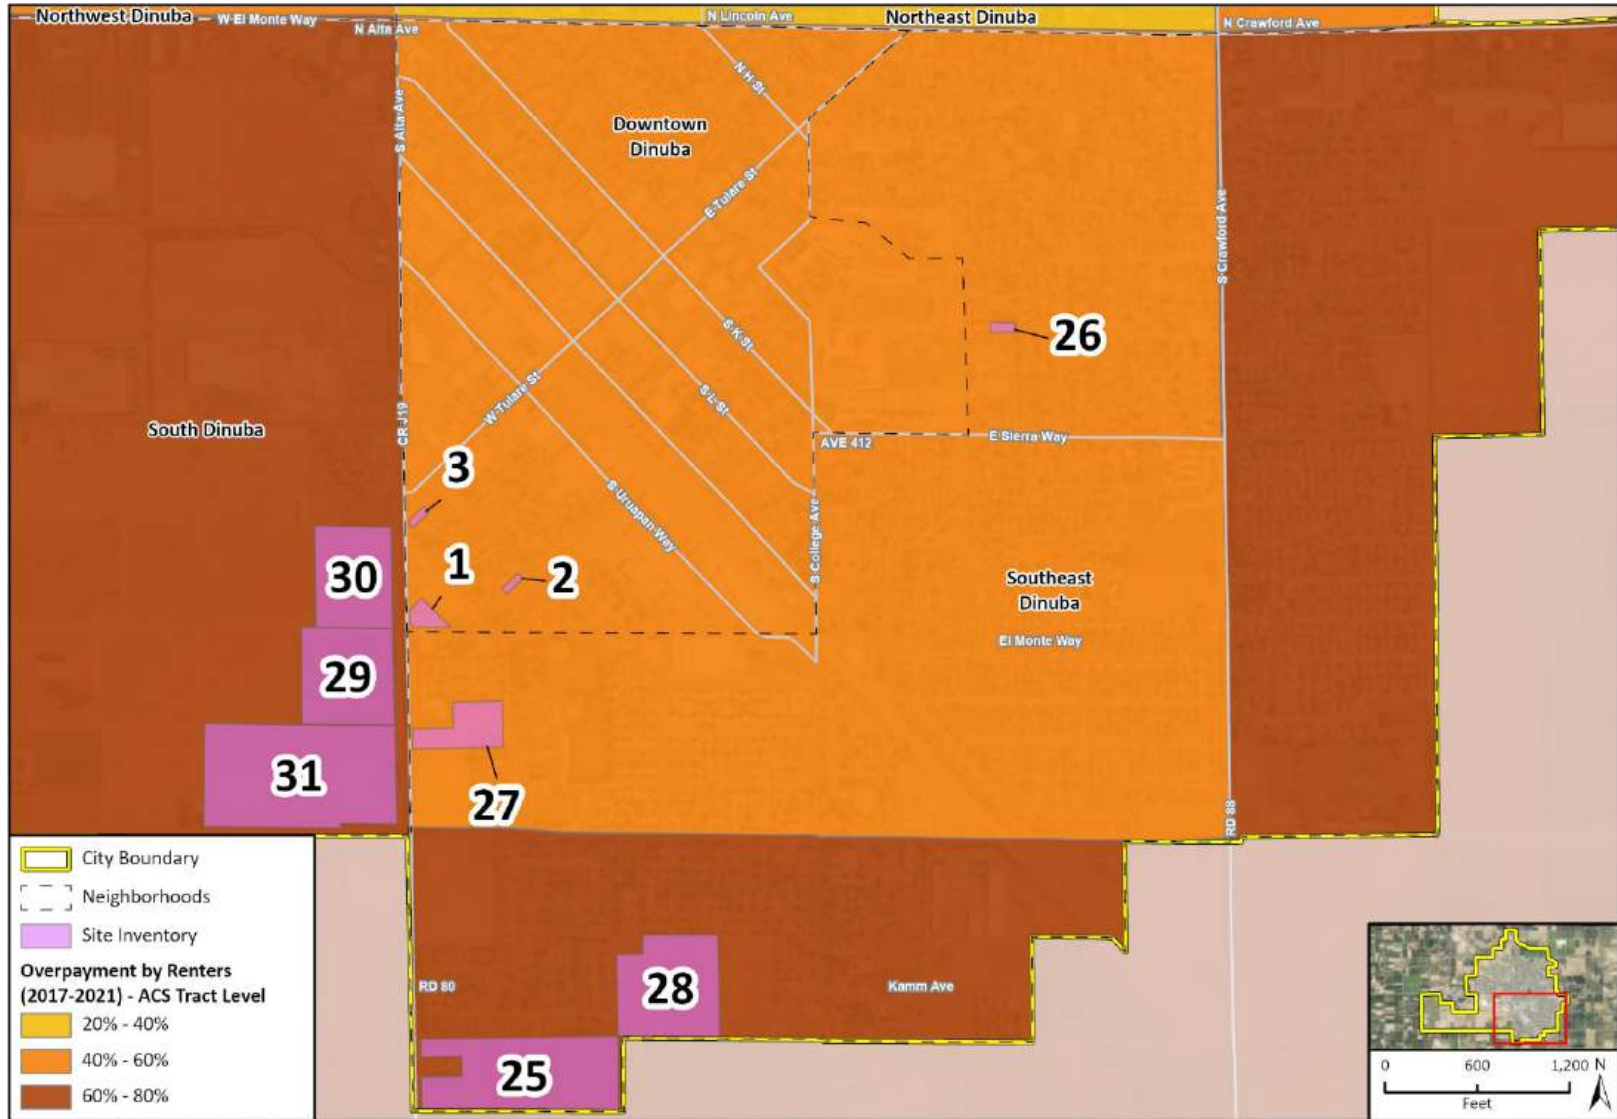 Northwest Dinuba
W El Monte Way
N Alta Ave
N Lincoln Ave
Northeast Dinuba
N Crawford Ave
S Alta Ave
N H St
Downtown
Dinuba
E Tulare St
S Crawford Ave
26
S K St
S L St
W Tulare St
CR J19
South Dinuba
AVE 412
E Sierra Way
3
S Uruapan Way
S College Ave
30
1
2
Southeast
Dinuba
El Monte Way
29
31
27
RD 88
City Boundary
Neighborhoods
Site Inventory
Overpayment by Renters
(2017-2021) - ACS Tract Level
20% - 40%
40% - 60%
60% - 80%
RD 80
28
Kamm Ave
25
0 600 1,200 N
Feet